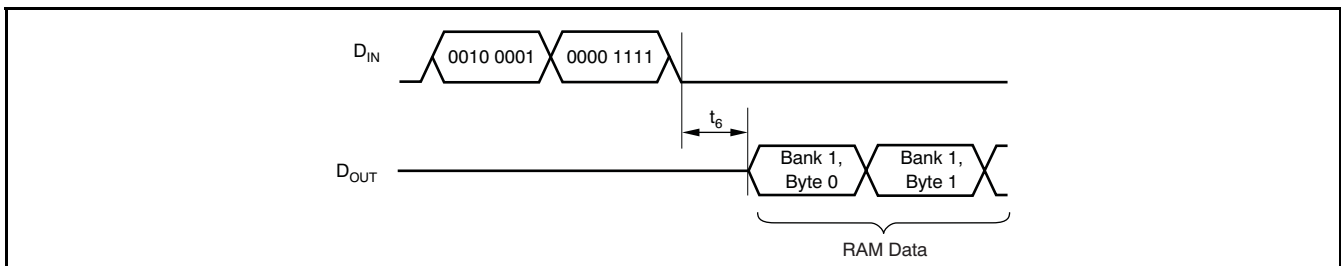 D_IN
0010 0001
0000 1111
t_6
D_OUT
Bank 1,
Byte 0
Bank 1,
Byte 1
RAM Data